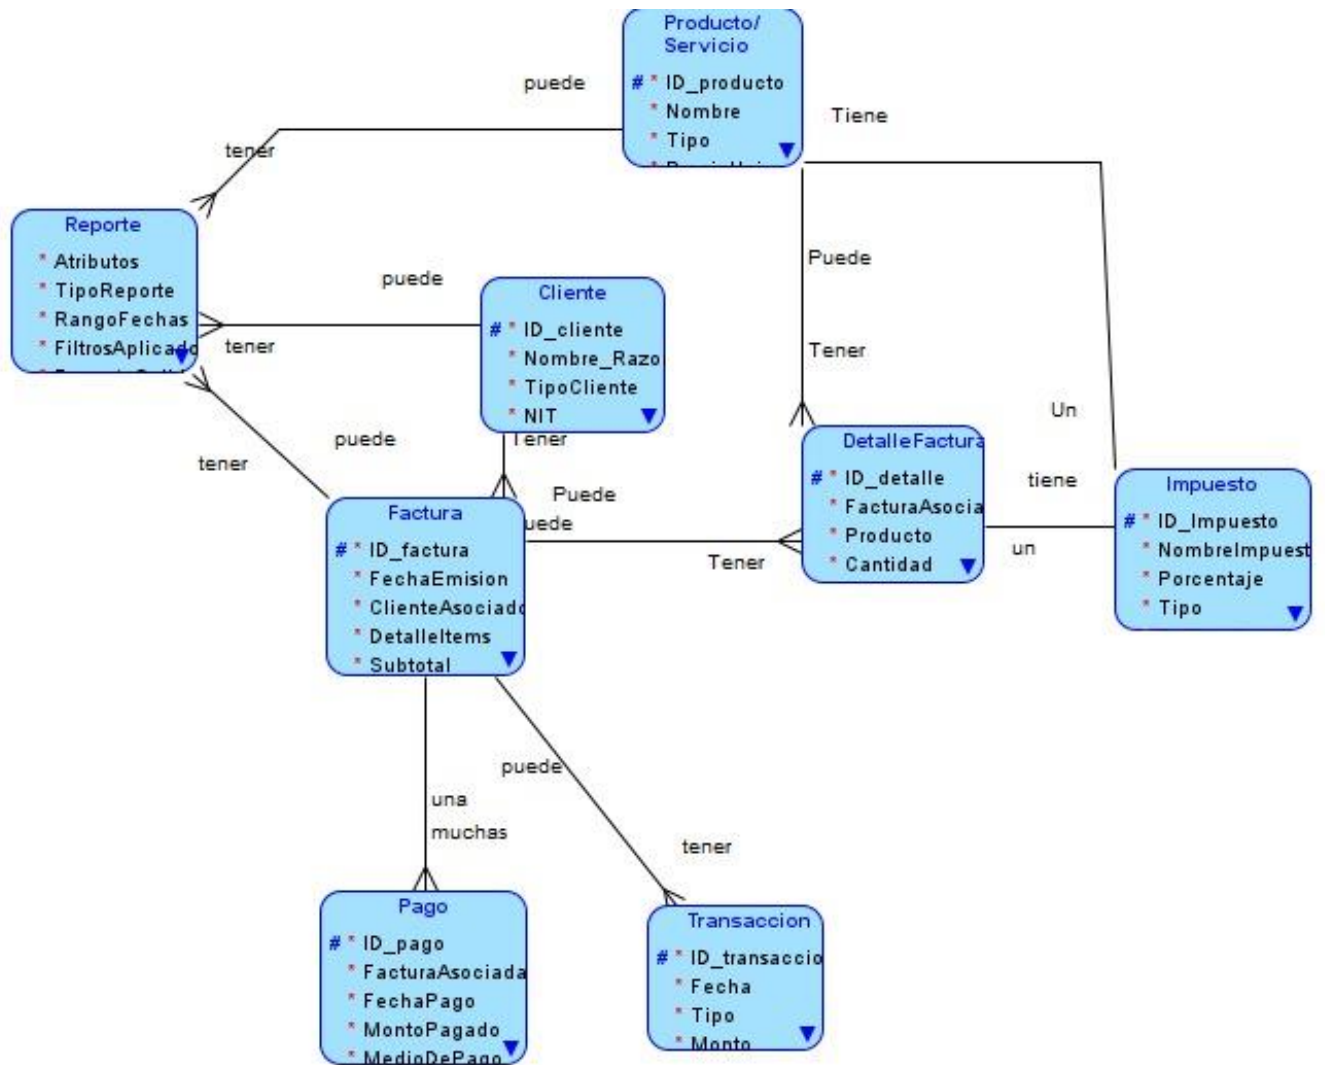 Producto/
Servicio
# * ID_producto
* Nombre
* Tipo
puede
tener
Tiene
Reporte
* Atributos
* TipoReporte
* RangoFechas
* FiltrosAplicado
puede
tener
Cliente
# * ID_cliente
* Nombre_Razo
* TipoCliente
* NIT
Puede
Tener
Un
puede
tener
Tener
Puede
uede
Tener
DetalleFactura
# * ID_detalle
* FacturaAsocia
* Producto
* Cantidad
tiene
un
Impuesto
# * ID_Impuesto
* NombreImpuest
* Porcentaje
* Tipo
Factura
# * ID_factura
* FechaEmision
* ClienteAsociado
* DetalleItems
* Subtotal
una
muchas
puede
tener
Pago
# * ID_pago
* FacturaAsociada
* FechaPago
* MontoPagado
* MedioDePago
Transaccion
# * ID_transaccio
* Fecha
* Tipo
* Monto